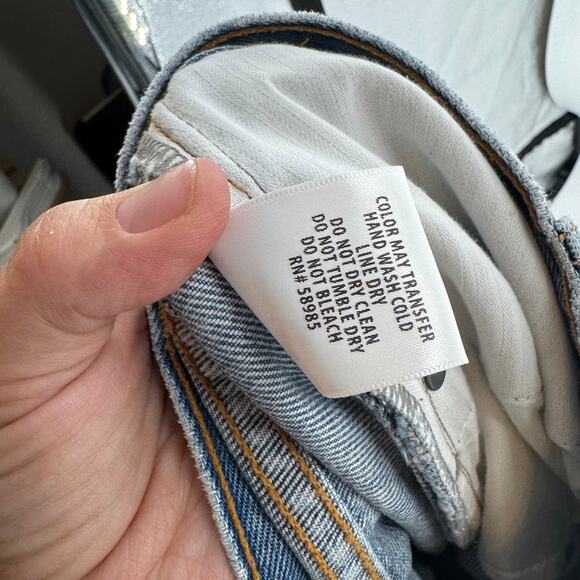 COLOR MAY TRANSFER
HAND WASH COLD
LINE DRY
DO NOT DRY CLEAN
DO NOT TUMBLE DRY
DO NOT BLEACH
RN# 58985